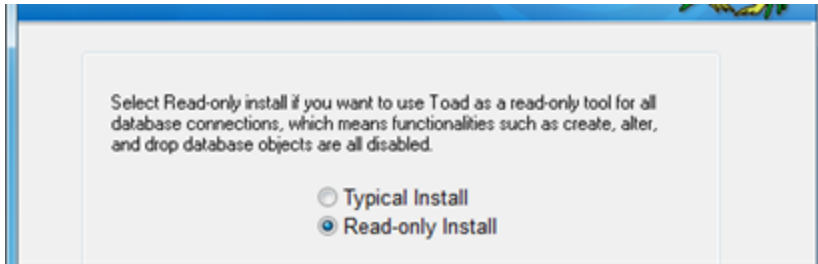 Select Read-only install if you want to use Toad as a read-only tool for all
database connections, which means functionalities such as create, alter,
and drop database objects are all disabled.
Typical Install
Read-only Install